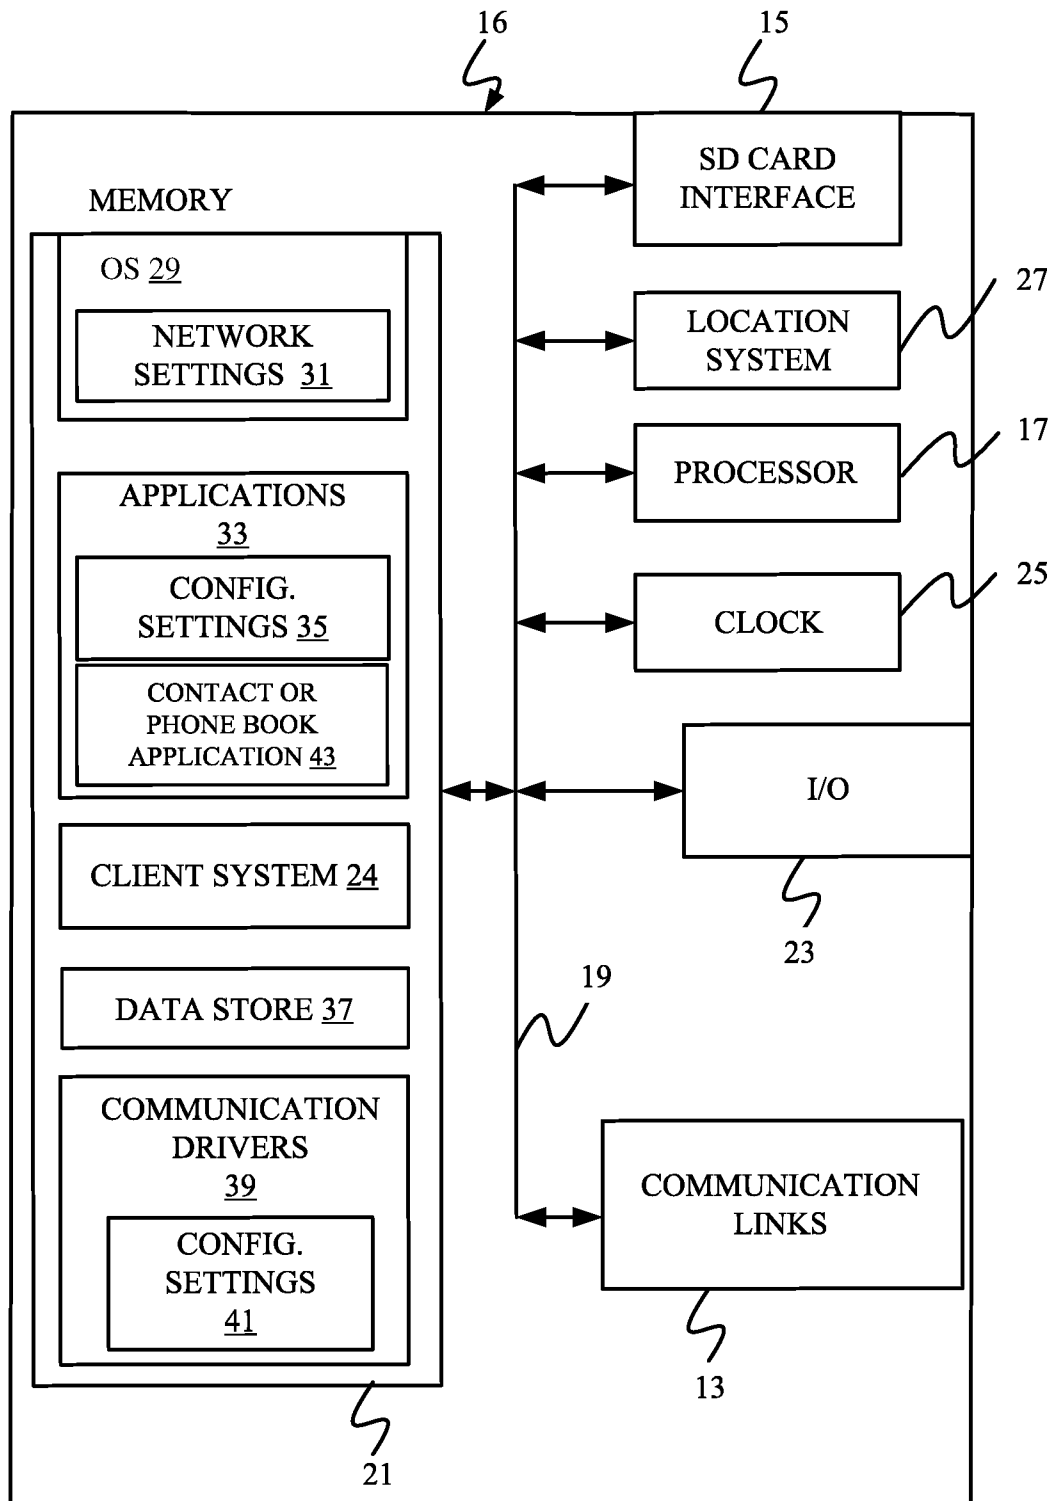 16
15
SD CARD
INTERFACE
MEMORY
OS 29
NETWORK
SETTINGS 31
27
LOCATION
SYSTEM
17
PROCESSOR
APPLICATIONS
33
CONFIG.
SETTINGS 35
CONTACT OR
PHONE BOOK
APPLICATION 43
25
CLOCK
I/O
23
CLIENT SYSTEM 24
19
DATA STORE 37
COMMUNICATION
DRIVERS
39
CONFIG.
SETTINGS
41
COMMUNICATION
LINKS
13
21